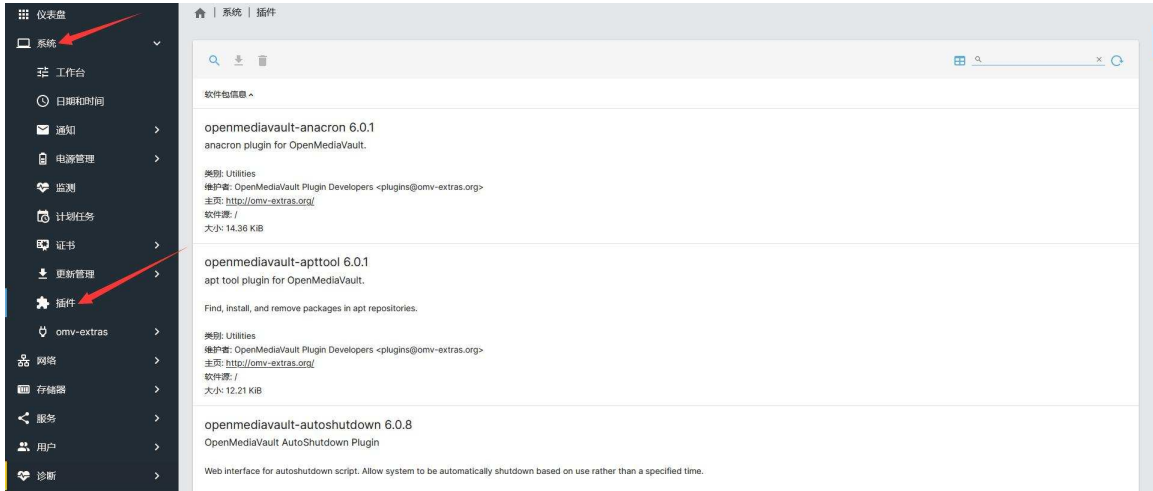 仪表盘
系统 | 插件
系统
工作台
日期和时间
通知
电源管理
监测
计划任务
证书
更新管理
插件
omv-extras
网络
存储器
服务
用户
诊断
软件包信息
openmediavault-anacron 6.0.1
anacron plugin for OpenMediaVault.
类别: Utilities
维护者: OpenMediaVault Plugin Developers <plugins@omv-extras.org>
主页: http://omv-extras.org/
软件源: /
大小: 14.36 KiB
openmediavault-apttool 6.0.1
apt tool plugin for OpenMediaVault.
Find, install, and remove packages in apt repositories.
类别: Utilities
维护者: OpenMediaVault Plugin Developers <plugins@omv-extras.org>
主页: http://omv-extras.org/
软件源: /
大小: 12.21 KiB
openmediavault-autoshutdown 6.0.8
OpenMediaVault AutoShutdown Plugin
Web interface for autoshutdown script. Allow system to be automatically shutdown based on use rather than a specified time.